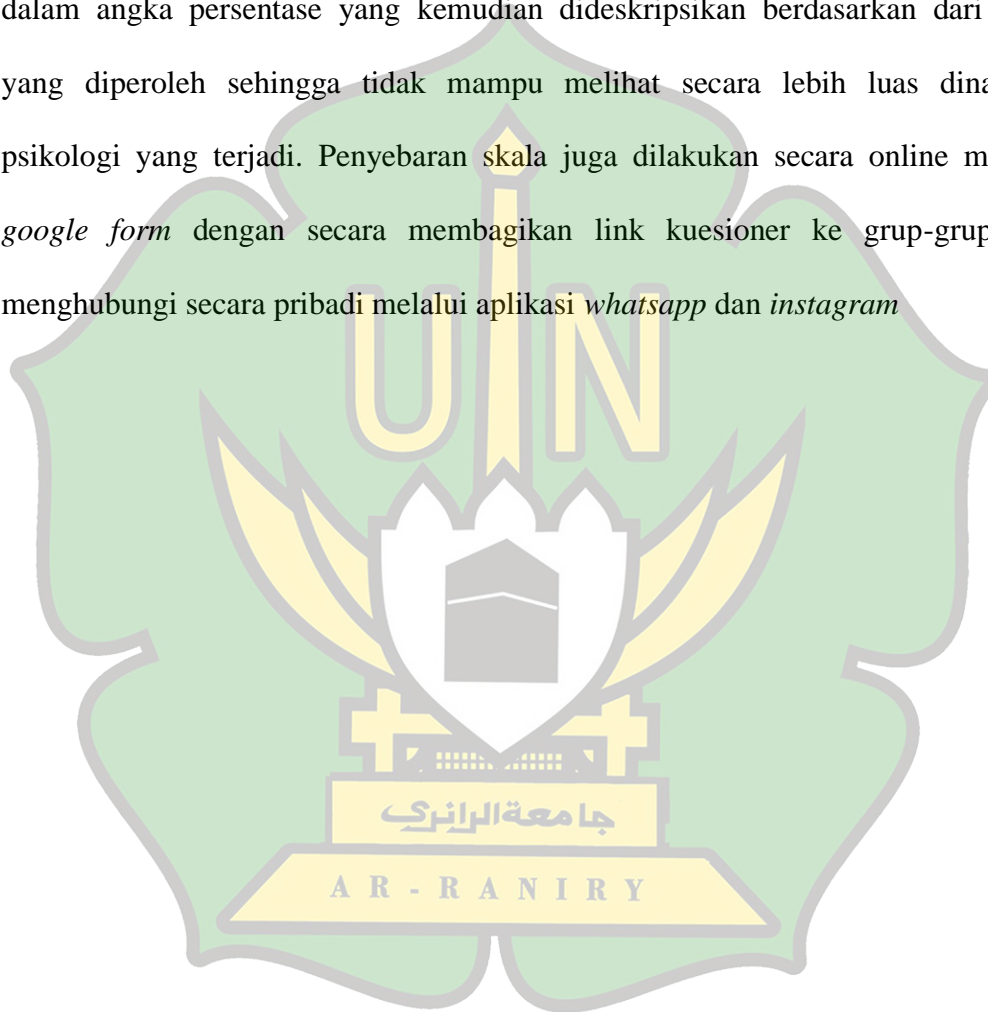 dalam angka persentase yang kemudian dideskripsikan berdasarkan dari
yang diperoleh sehingga tidak mampu melihat secara lebih luas dina
psikologi yang terjadi. Penyebaran skala juga dilakukan secara online m
google form dengan secara membagikan link kuesioner ke grup-grup
menghubungi secara pribadi melalui aplikasi whatsapp dan instagram
UIN
جامعةالرانري
AR-RANIRY